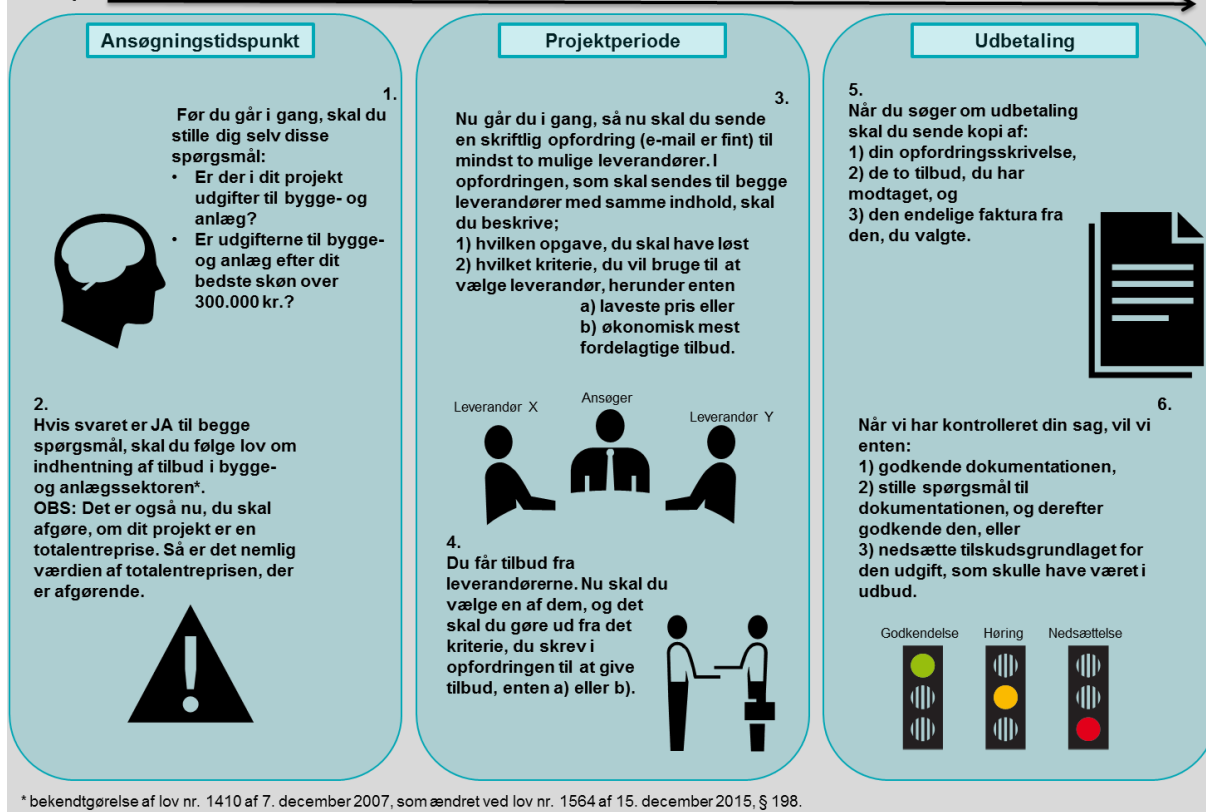 Ansøgningstidspunkt
1.
Før du går i gang, skal du
stille dig selv disse
spørgsmål:
• Er der i dit projekt
udgifter til bygge- og
anlæg?
• Er udgifterne til bygge-
og anlæg efter dit
bedste skøn over
300.000 kr.?
2.
Hvis svaret er JA til begge
spørgsmål, skal du følge lov om
indhentning af tilbud i bygge-
og anlægssektoren*.
OBS: Det er også nu, du skal
afgøre, om dit projekt er en
totalentreprise. Så er det nemlig
værdien af totalentreprisen, der
er afgørende.
Projektperiode
3.
Nu går du i gang, så nu skal du sende
en skriftlig opfordring (e-mail er fint) til
mindst to mulige leverandører. I
opfordringen, som skal sendes til begge
leverandører med samme indhold, skal
du beskrive;
1) hvilken opgave, du skal have løst
2) hvilket kriterie, du vil bruge til at
vælge leverandør, herunder enten
a) laveste pris eller
b) økonomisk mest
fordelagtige tilbud.
Leverandør X
Ansøger
Leverandør Y
4.
Du får tilbud fra
leverandørerne. Nu skal du
vælge en af dem, og det
skal du gøre ud fra det
kriterie, du skrev i
opfordringen til at give
tilbud, enten a) eller b).
Udbetaling
5.
Når du søger om udbetaling
skal du sende kopi af:
1) din opfordringsskrivelse,
2) de to tilbud, du har
modtaget, og
3) den endelige faktura fra
den, du valgte.
6.
Når vi har kontrolleret din sag, vil vi
enten:
1) godkende dokumentationen,
2) stille spørgsmål til
dokumentationen, og derefter
godkende den, eller
3) nedsætte tilskudsgrundlaget for
den udgift, som skulle have været i
udbud.
Godkendelse
Høring
Nedsættelse
* bekendtgørelse af lov nr. 1410 af 7. december 2007, som ændret ved lov nr. 1564 af 15. december 2015, § 198.